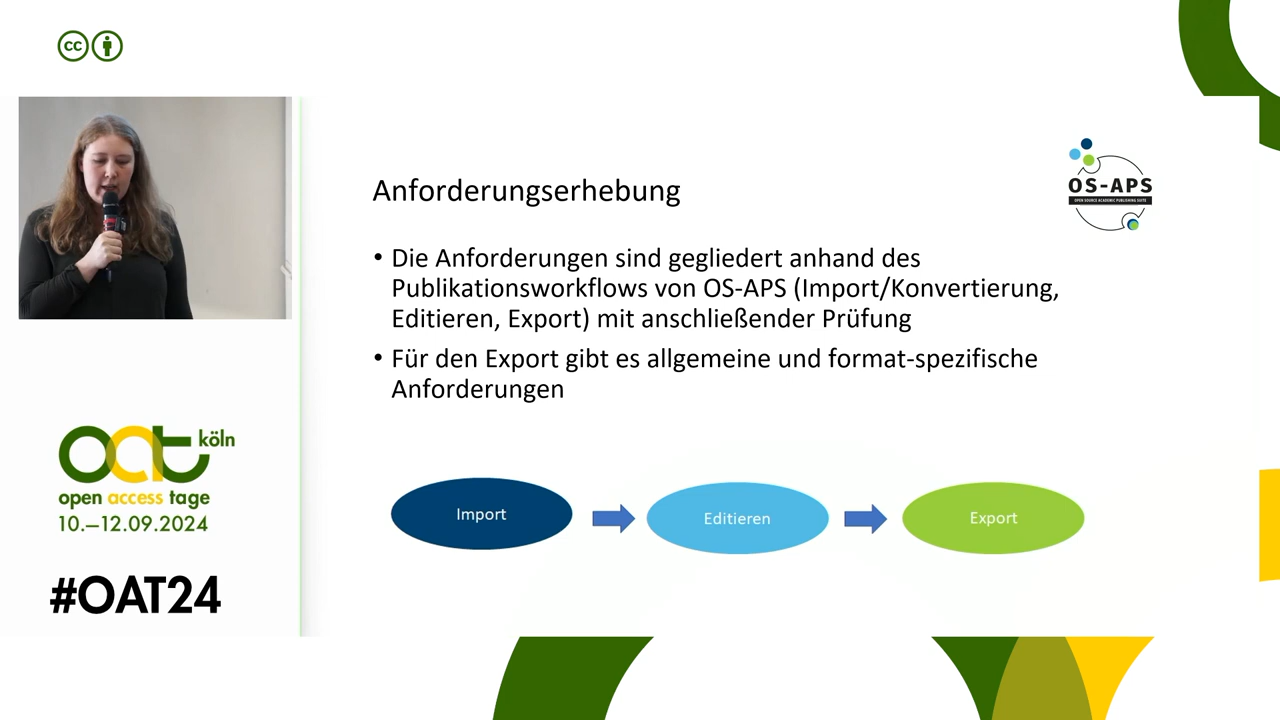 cc
Anforderungserhebung
OS-APS
OPEN SOURCE ACADEMIC PUBLISHING SUITE
• Die Anforderungen sind gegliedert anhand des
Publikationsworkflows von OS-APS (Import/Konvertierung,
Editieren, Export) mit anschließender Prüfung
• Für den Export gibt es allgemeine und format-spezifische
Anforderungen
Import
Editieren
Export
oat köln
open access tage
10.–12.09.2024
#OAT24